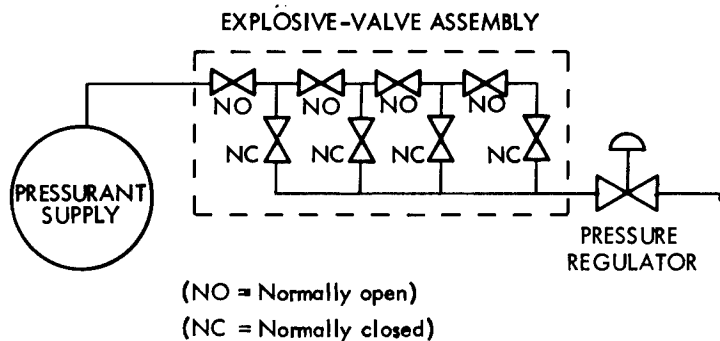 EXPLOSIVE-VALVE ASSEMBLY
NO
NO
NO
NO
NC
NC
NC
NC
PRESSURANT
SUPPLY
PRESSURE
REGULATOR
(NO = Normally open)
(NC = Normally closed)